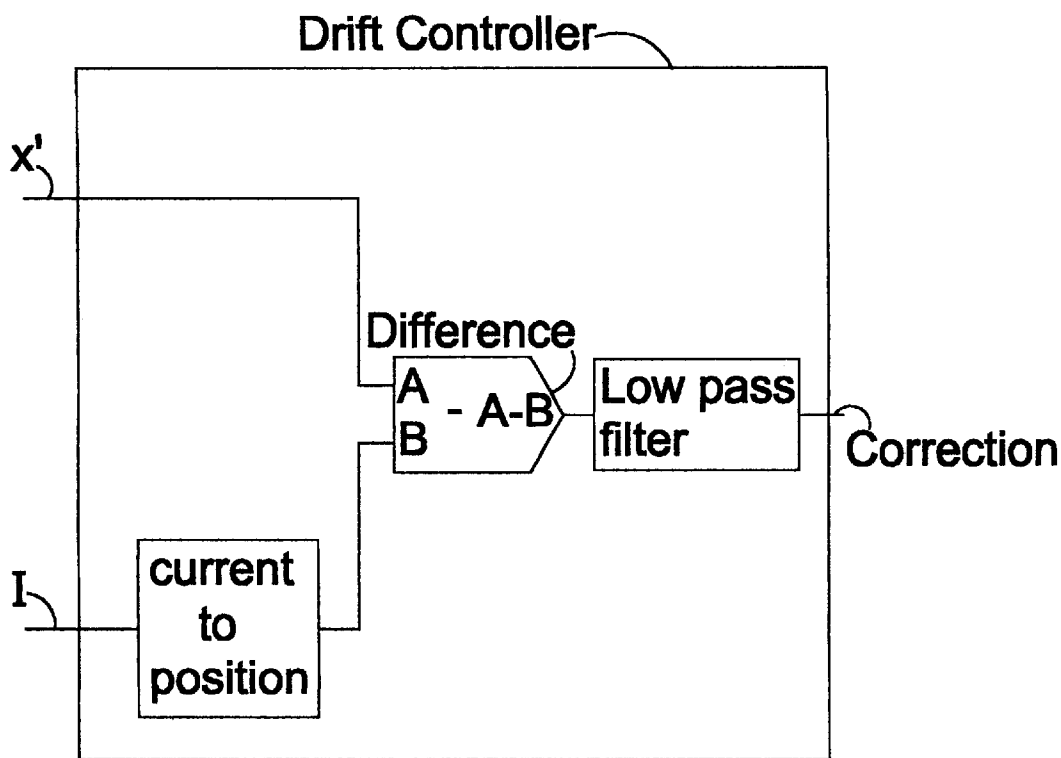 Drift Controller
x'
Difference
A
- A-B
B
Low pass
filter
Correction
I
current
to
position